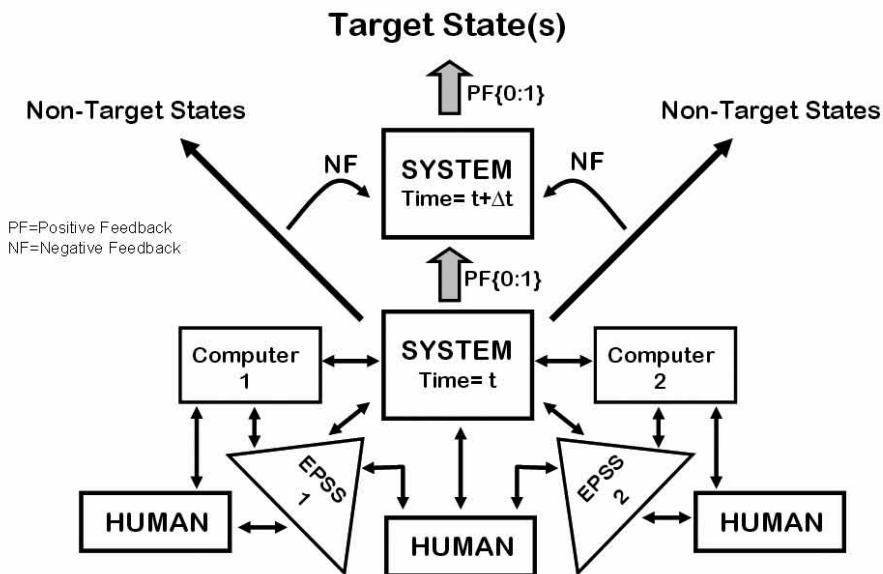 Target State(s)
PF{0:1}
Non-Target States
Non-Target States
NF
SYSTEM
Time= t+Δt
NF
PF=Positive Feedback
NF=Negative Feedback
PF{0:1}
Computer
1
SYSTEM
Time= t
Computer
2
EPSS
1
EPSS
2
HUMAN
HUMAN
HUMAN